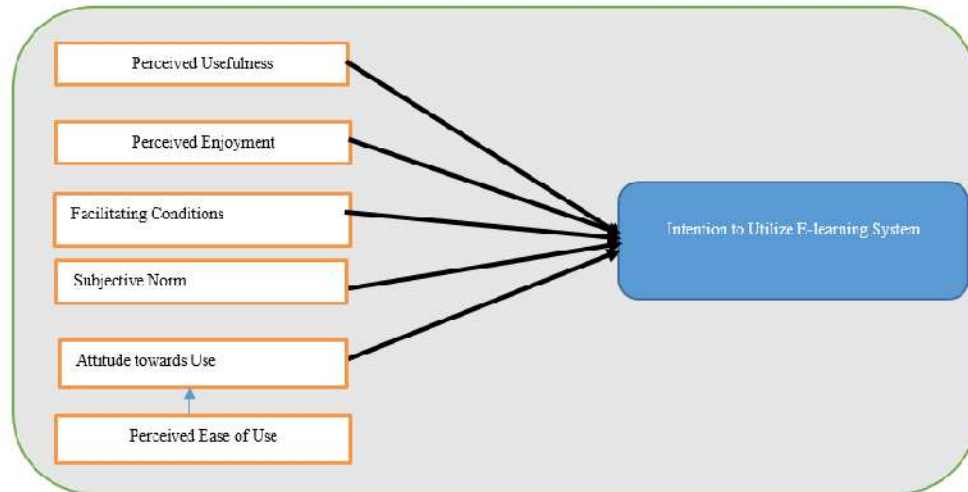 Perceived Usefulness
Perceived Enjoyment
Facilitating Conditions
Subjective Norm
Attitude towards Use
Perceived Ease of Use
Intention to Utilize E-learning System